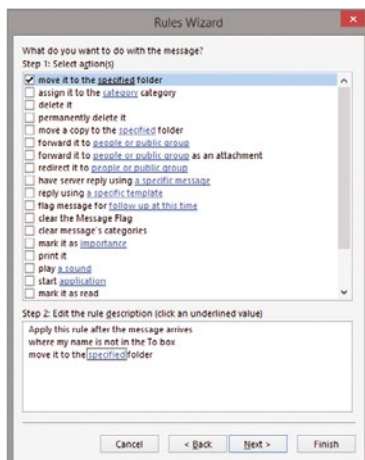 Rules Wizard
What do you want to do with the message?
Step 1: Select action(s)
move it to the specified folder
assign it to the category category
delete it
permanently delete it
move a copy to the specified folder
forward it to people or public group
forward it to people or public group as an attachment
redirect it to people or public group
have server reply using a specific message
reply using a specific template
flag message for follow up at this time
clear the Message Flag
clear message's categories
mark it as importance
print it
play a sound
start application
mark it as read
Step 2: Edit the rule description (click an underlined value)
Apply this rule after the message arrives
where my name is not in the To box
move it to the specified folder
Cancel < Back Next > Finish